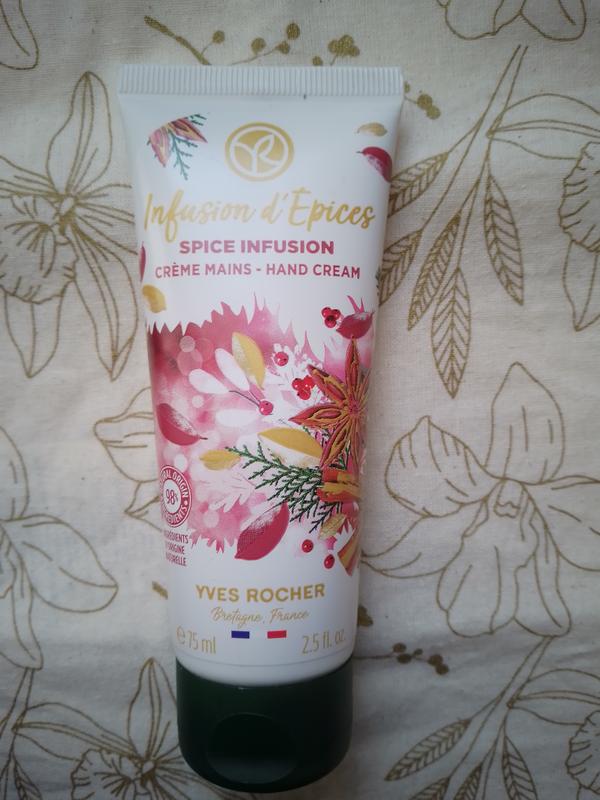 Infusion d'Épices
SPICE INFUSION
CRÈME MAINS - HAND CREAM
ORIGIN
98%
YVES ROCHER
Bretagne, France
℮ 75 ml 2.5 fl. oz.